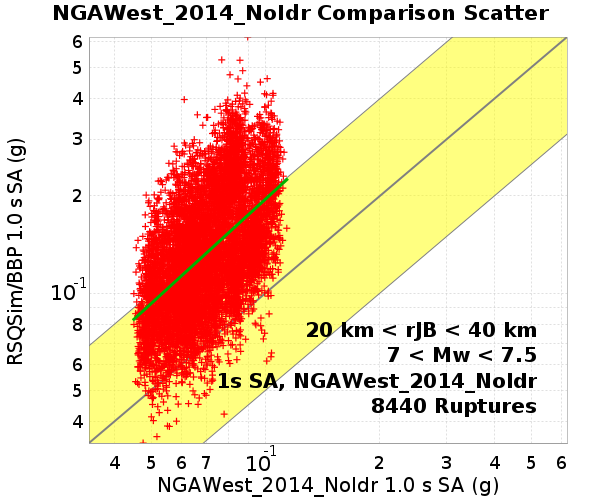 NGAWest_2014_NoIdr Comparison Scatter
RSQSim/BBP 1.0 s SA (g)
6
5
4
3
2
10-1
8
6
5
4
20 km < rJB < 40 km
7 < Mw < 7.5
1s SA, NGAWest_2014_NoIdr
8440 Ruptures
4 5 6 7 10-1 2 3 4 5 6
NGAWest_2014_NoIdr 1.0 s SA (g)